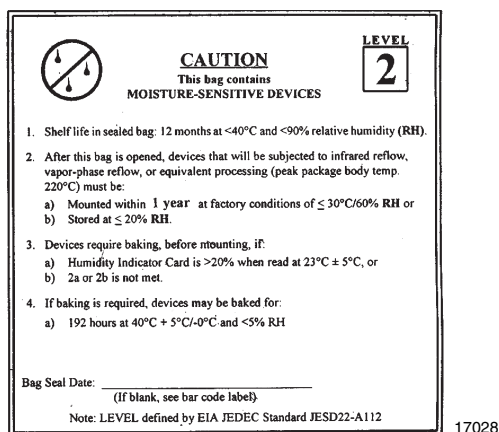 LEVEL
2
CAUTION
This bag contains
MOISTURE-SENSITIVE DEVICES
1. Shelf life in sealed bag: 12 months at <40°C and <90% relative humidity (RH).
2. After this bag is opened, devices that will be subjected to infrared reflow,
vapor-phase reflow, or equivalent processing (peak package body temp.
220°C) must be:
a) Mounted within 1 year at factory conditions of ≤ 30°C/60% RH or
b) Stored at ≤ 20% RH.
3. Devices require baking, before mounting, if:
a) Humidity Indicator Card is >20% when read at 23°C ± 5°C, or
b) 2a or 2b is not met.
4. If baking is required, devices may be baked for:
a) 192 hours at 40°C + 5°C/-0°C and <5% RH
Bag Seal Date:
(If blank, see bar code label)
Note: LEVEL defined by EIA JEDEC Standard JESD22-A112
17028